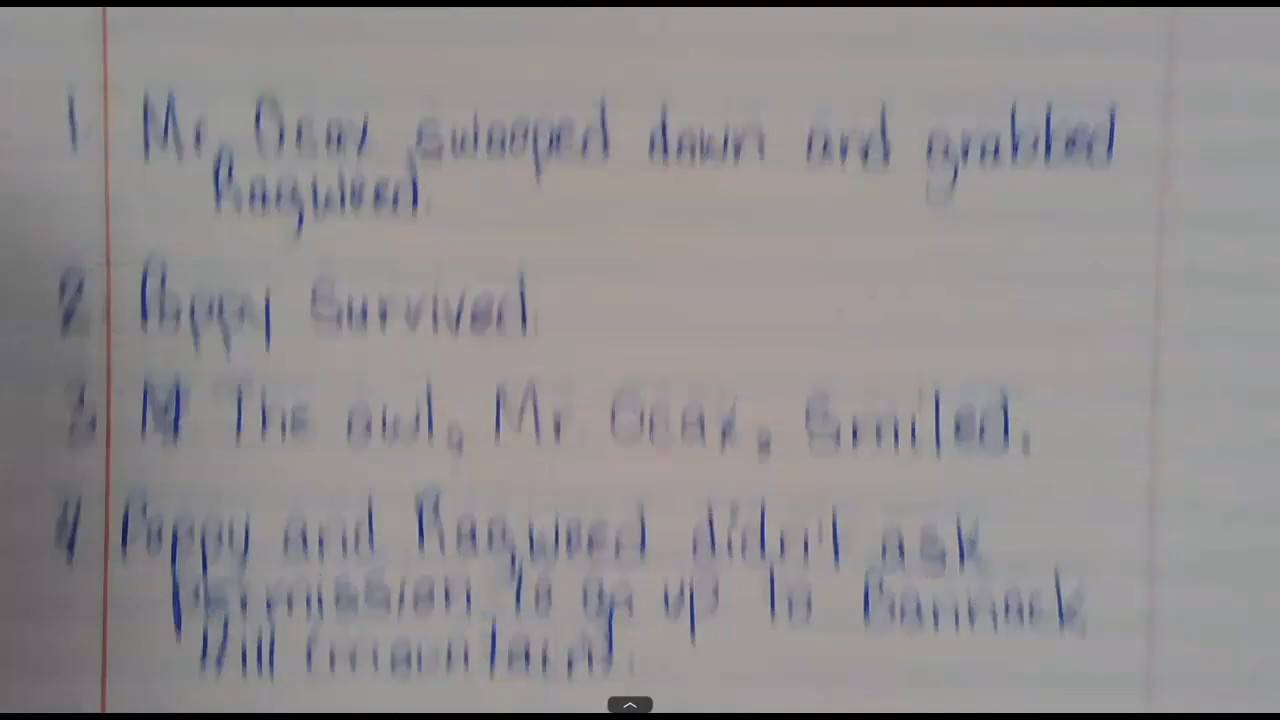 1. Mr. Ocax swooped down and grabbed
Ragweed.
2. Poppy Survived.
3. The owl, Mr. Ocax, Smiled.
4. Poppy and Ragweed didn't ask
permission to go up to Bannock
Hill (mountain).